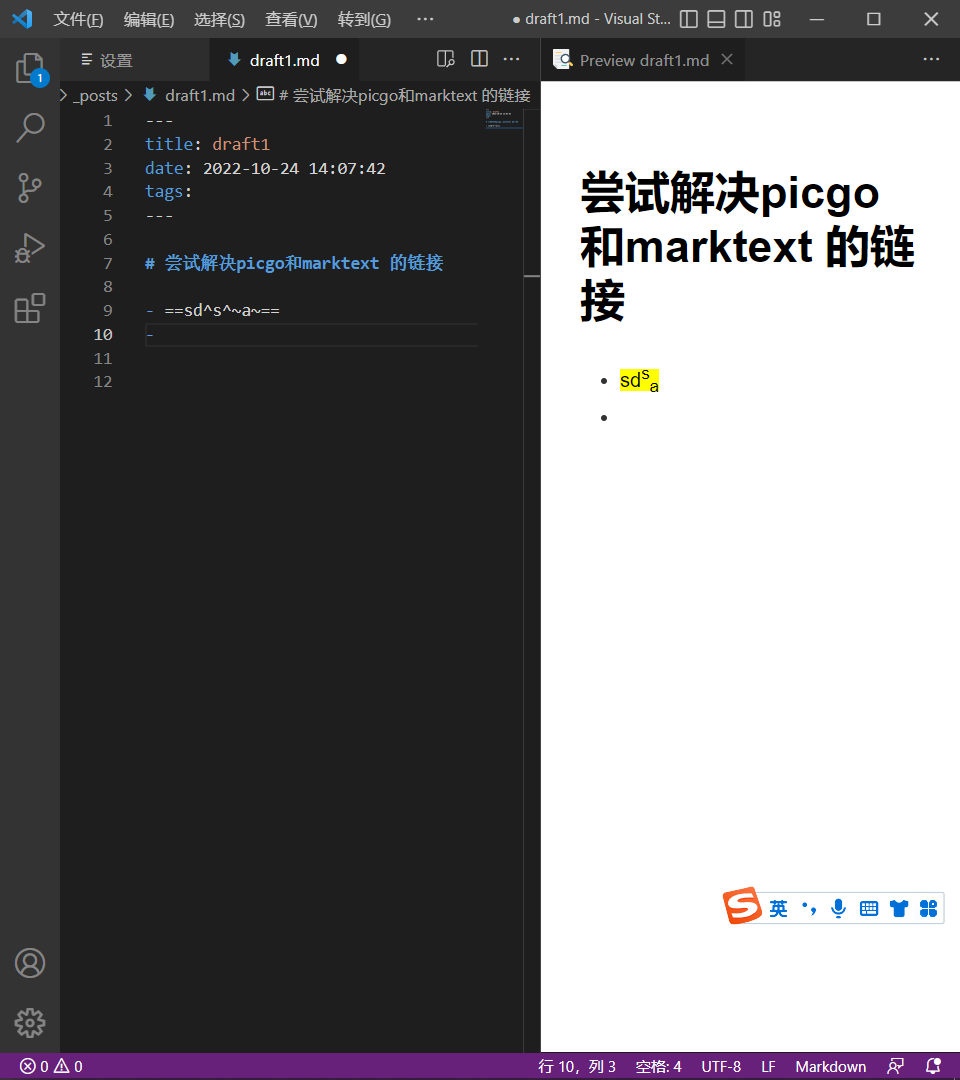 文件(F) 编辑(E) 选择(S) 查看(V) 转到(G) ··· ● draft1.md - Visual St...
设置 draft1.md ● ···
Preview draft1.md ···
1
_posts > draft1.md > # 尝试解决picgo和marktext 的链接
1 ---
2 title: draft1
3 date: 2022-10-24 14:07:42
4 tags:
5 ---
6
7 # 尝试解决picgo和marktext 的链接
8
9 - ==sd^s^~a~==
10 -
11
12
尝试解决picgo
和marktext 的链
接
• sdsa
•
英
0 0 行 10，列 3 空格: 4 UTF-8 LF Markdown